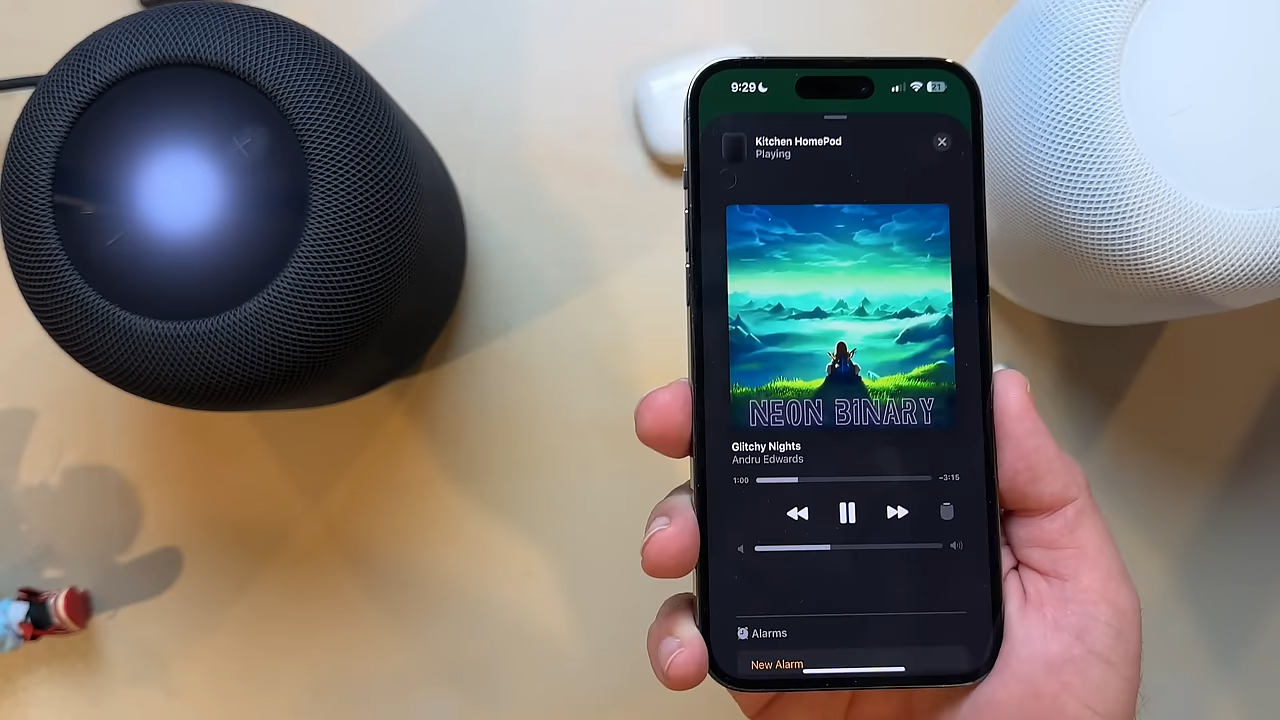 9:29
21
Kitchen HomePod
Playing
NEON BINARY
Glitchy Nights
Andru Edwards
1:00
-3:15
Alarms
New Alarm